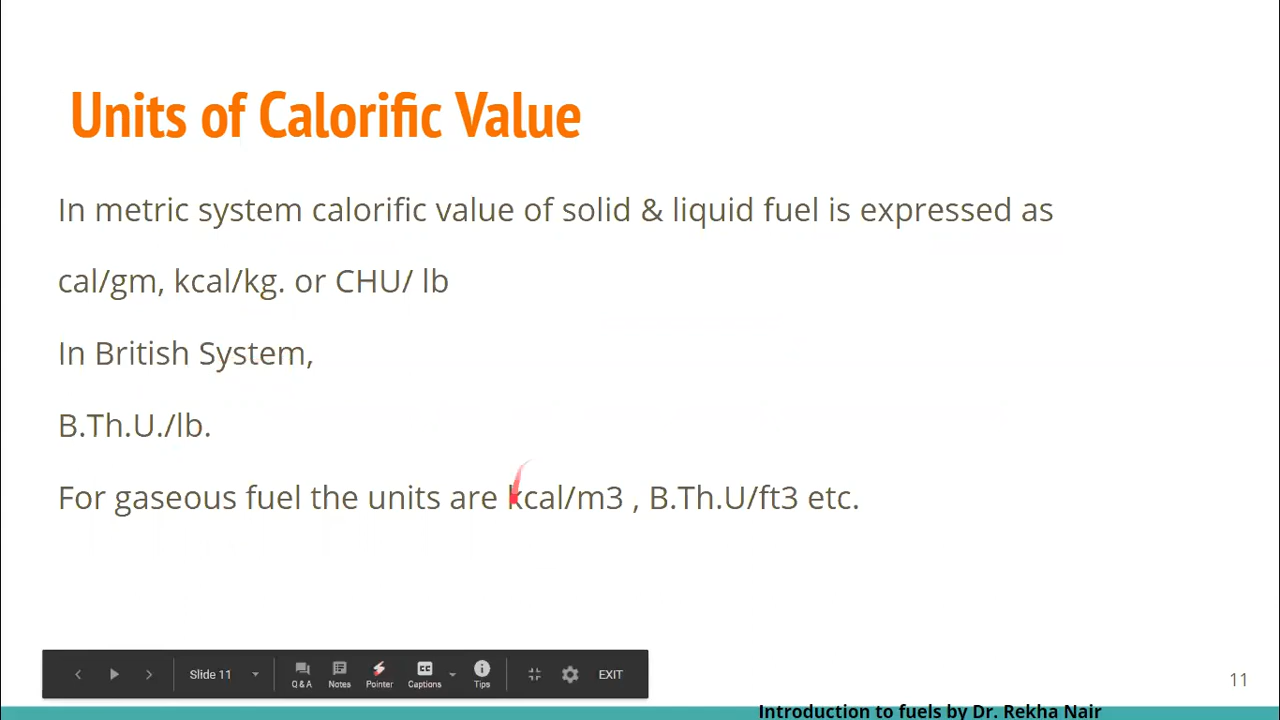 Units of Calorific Value
In metric system calorific value of solid & liquid fuel is expressed as
cal/gm, kcal/kg. or CHU/ lb
In British System,
B.Th.U./lb.
For gaseous fuel the units are kcal/m3 , B.Th.U/ft3 etc.
Slide 11
Q & A
Notes
Pointer
CC
Captions
Tips
EXIT
11
Introduction to fuels by Dr. Rekha Nair